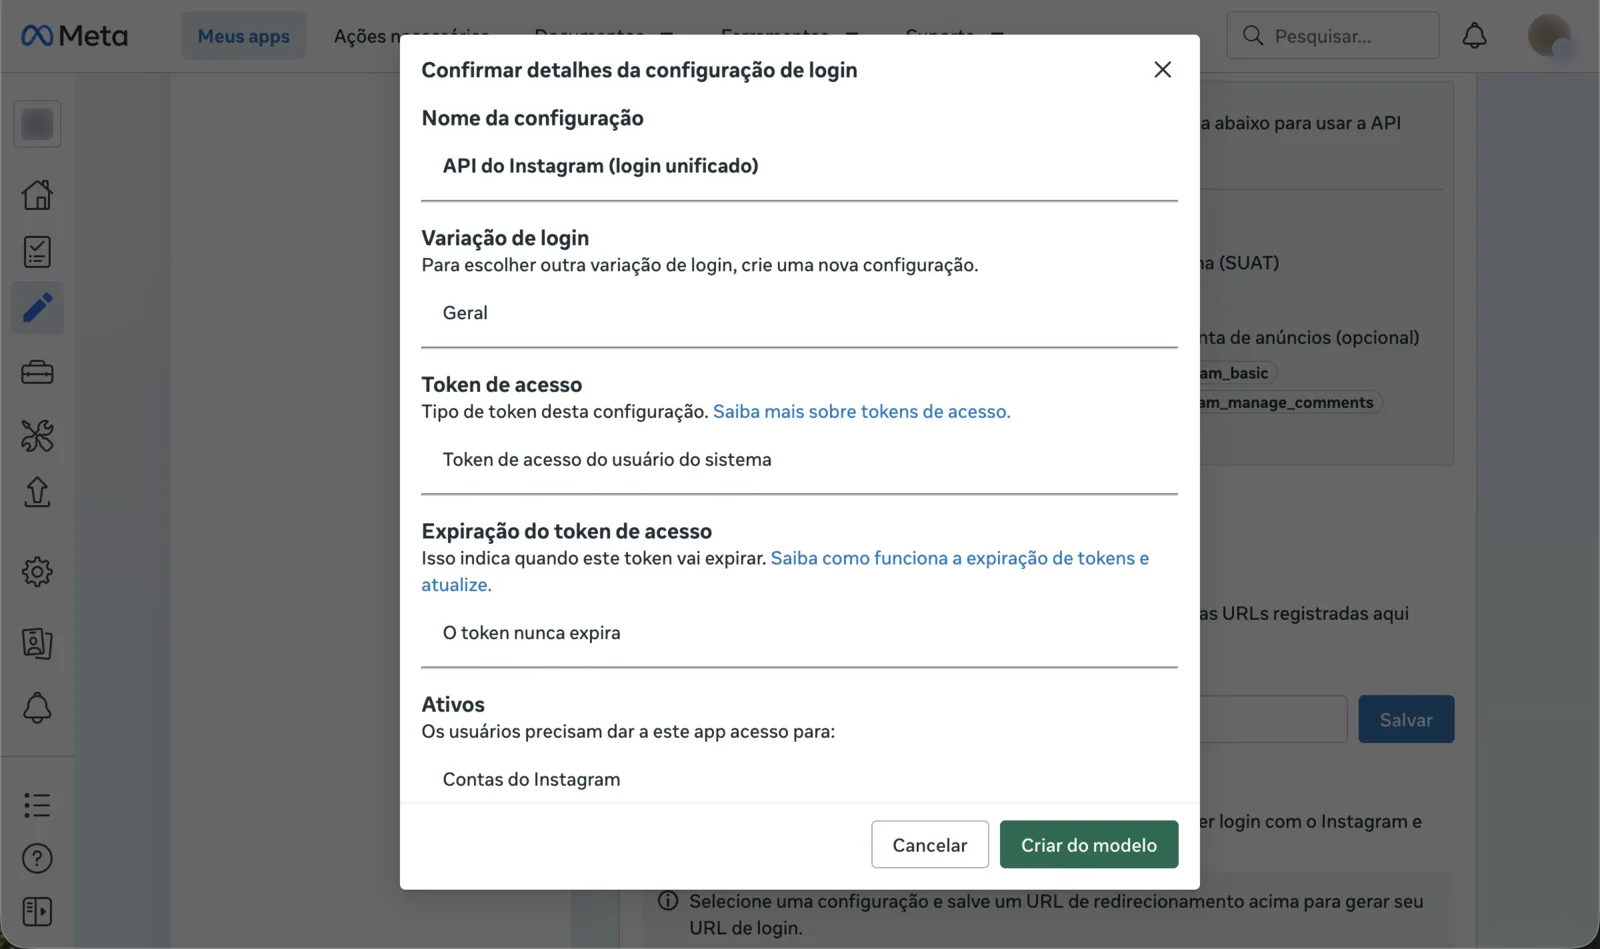 Meta
Meus apps
Pesquisar...
Confirmar detalhes da configuração de login
Nome da configuração
API do Instagram (login unificado)
Variação de login
Para escolher outra variação de login, crie uma nova configuração.
Geral
Token de acesso
Tipo de token desta configuração. Saiba mais sobre tokens de acesso.
Token de acesso do usuário do sistema
Expiração do token de acesso
Isso indica quando este token vai expirar. Saiba como funciona a expiração de tokens e
atualize.
O token nunca expira
Ativos
Os usuários precisam dar a este app acesso para:
Contas do Instagram
Cancelar
Criar do modelo
a abaixo para usar a API
(SUAT)
de anúncios (opcional)
am_basic
am_manage_comments
as URLs registradas aqui
Salvar
er login com o Instagram e
Selecione uma configuração e salve um URL de redirecionamento acima para gerar seu
URL de login.